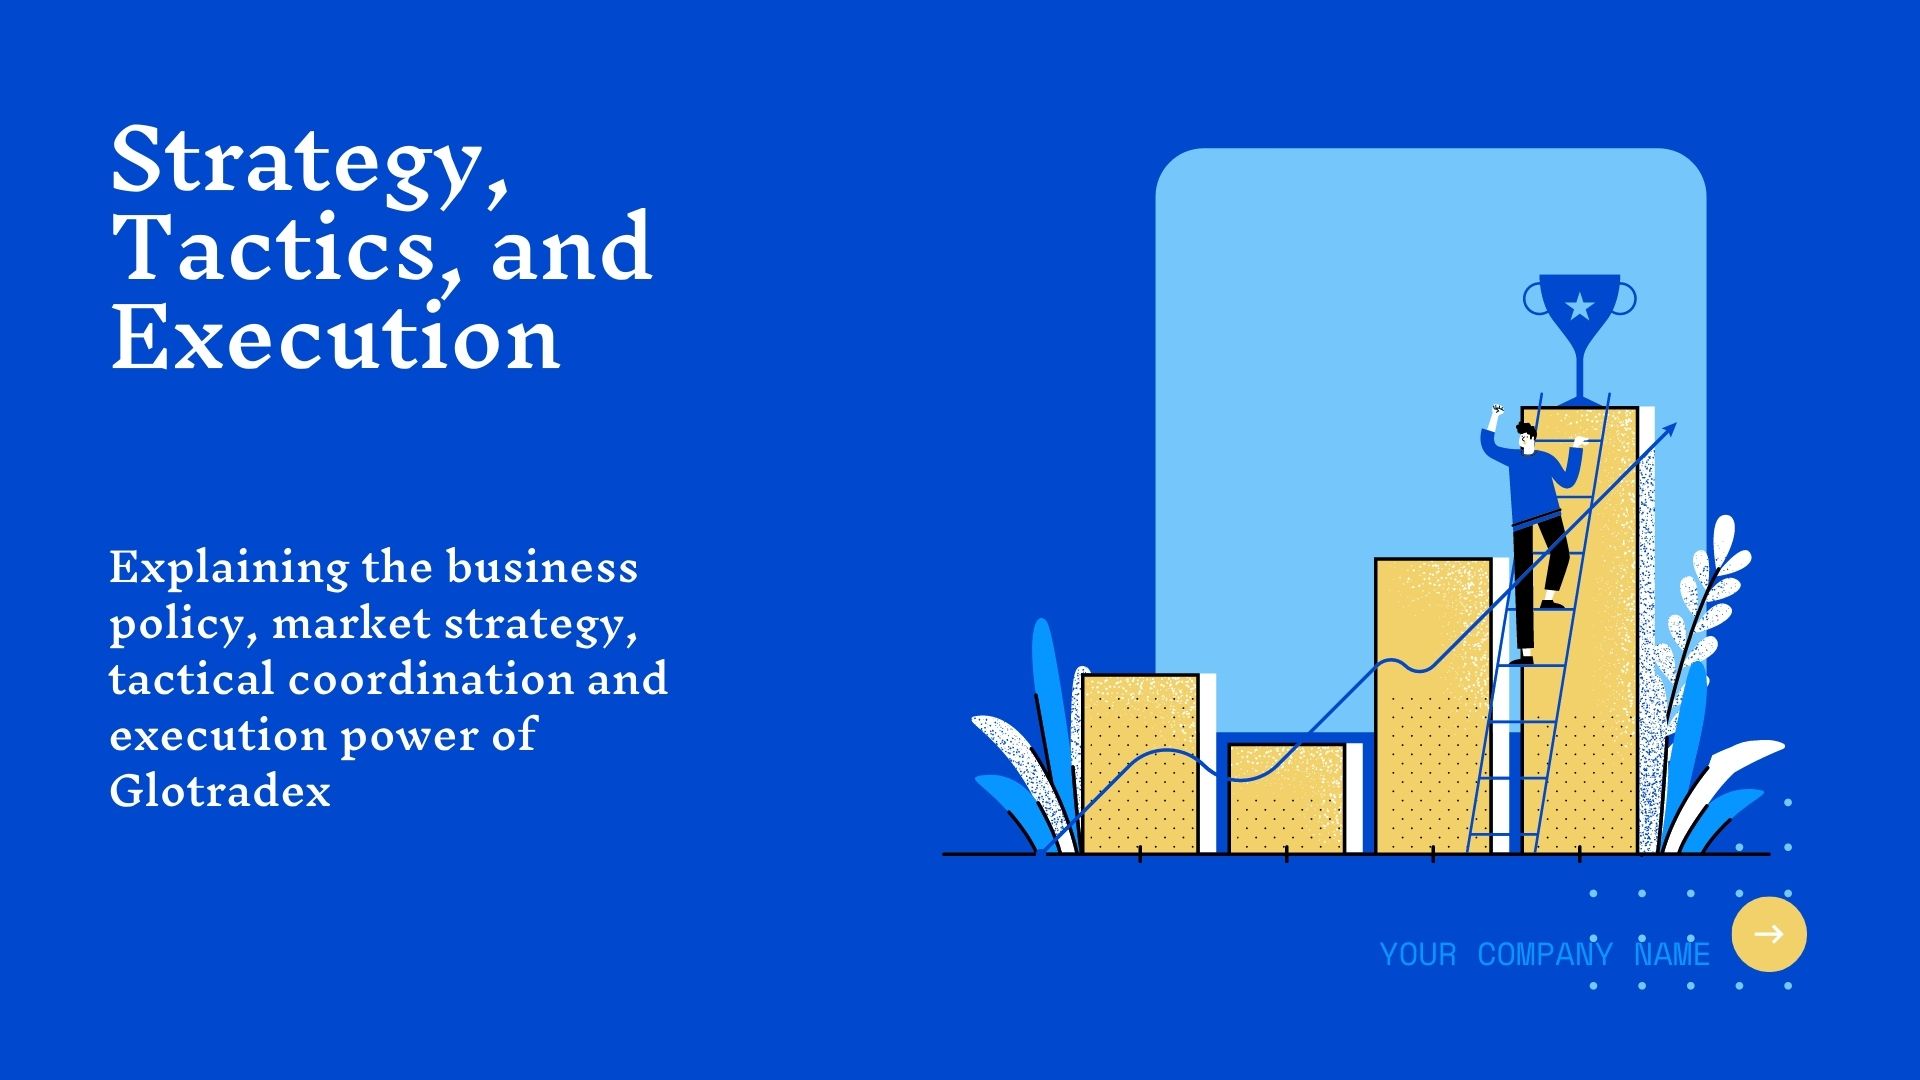 Strategy,
Tactics, and
Execution
Explaining the business
policy, market strategy,
tactical coordination and
execution power of
Glotradex
YOUR COMPANY NAME